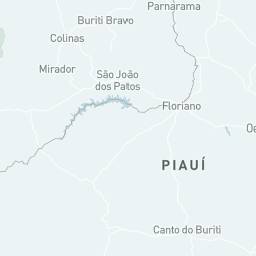 Parnarama
Buriti Bravo
Colinas
Mirador
São João
dos Patos
Floriano
Oe
PIAUÍ
Canto do Buriti